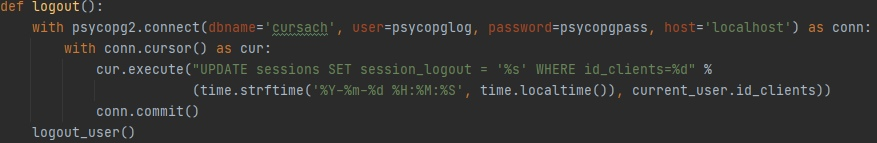 def logout():
    with psycopg2.connect(dbname='cursach', user=psycopglog, password=psycopgpass, host='localhost') as conn:
        with conn.cursor() as cur:
            cur.execute("UPDATE sessions SET session_logout = '%s' WHERE id_clients=%d" %
                        (time.strftime('%Y-%m-%d %H:%M:%S', time.localtime()), current_user.id_clients))
            conn.commit()
    logout_user()